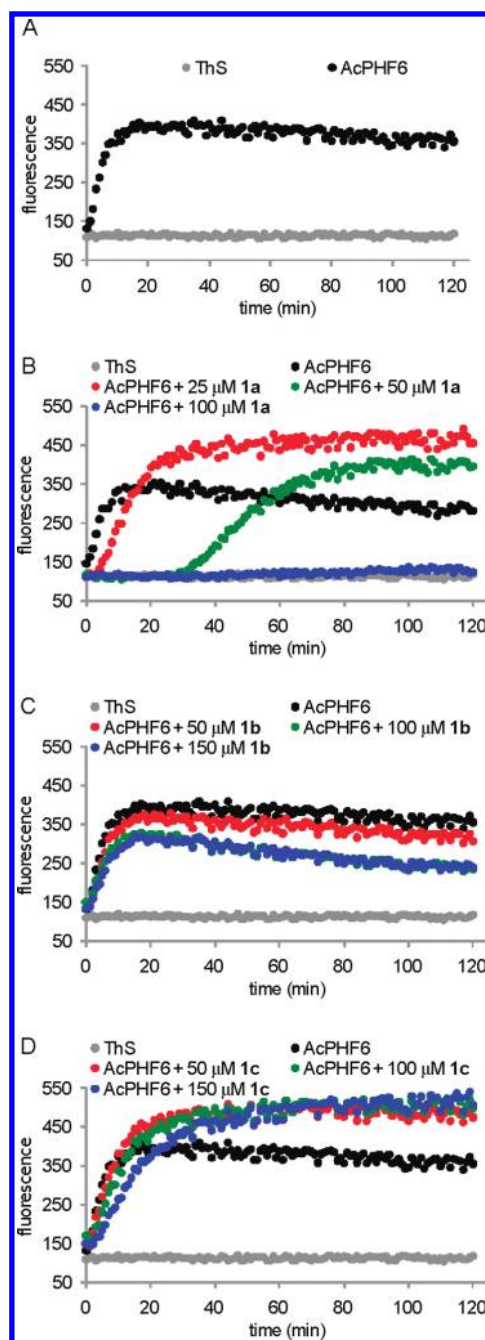 A
ThS AcPHF6
fluorescence
550
450
350
250
150
50
0 20 40 60 80 100 120
time (min)
B
ThS AcPHF6
AcPHF6 + 25 μM 1a AcPHF6 + 50 μM 1a
AcPHF6 + 100 μM 1a
fluorescence
550
450
350
250
150
50
0 20 40 60 80 100 120
time (min)
C
ThS AcPHF6
AcPHF6 + 50 μM 1b AcPHF6 + 100 μM 1b
AcPHF6 + 150 μM 1b
fluorescence
550
450
350
250
150
50
0 20 40 60 80 100 120
time (min)
D
ThS AcPHF6
AcPHF6 + 50 μM 1c AcPHF6 + 100 μM 1c
AcPHF6 + 150 μM 1c
fluorescence
550
450
350
250
150
50
0 20 40 60 80 100 120
time (min)